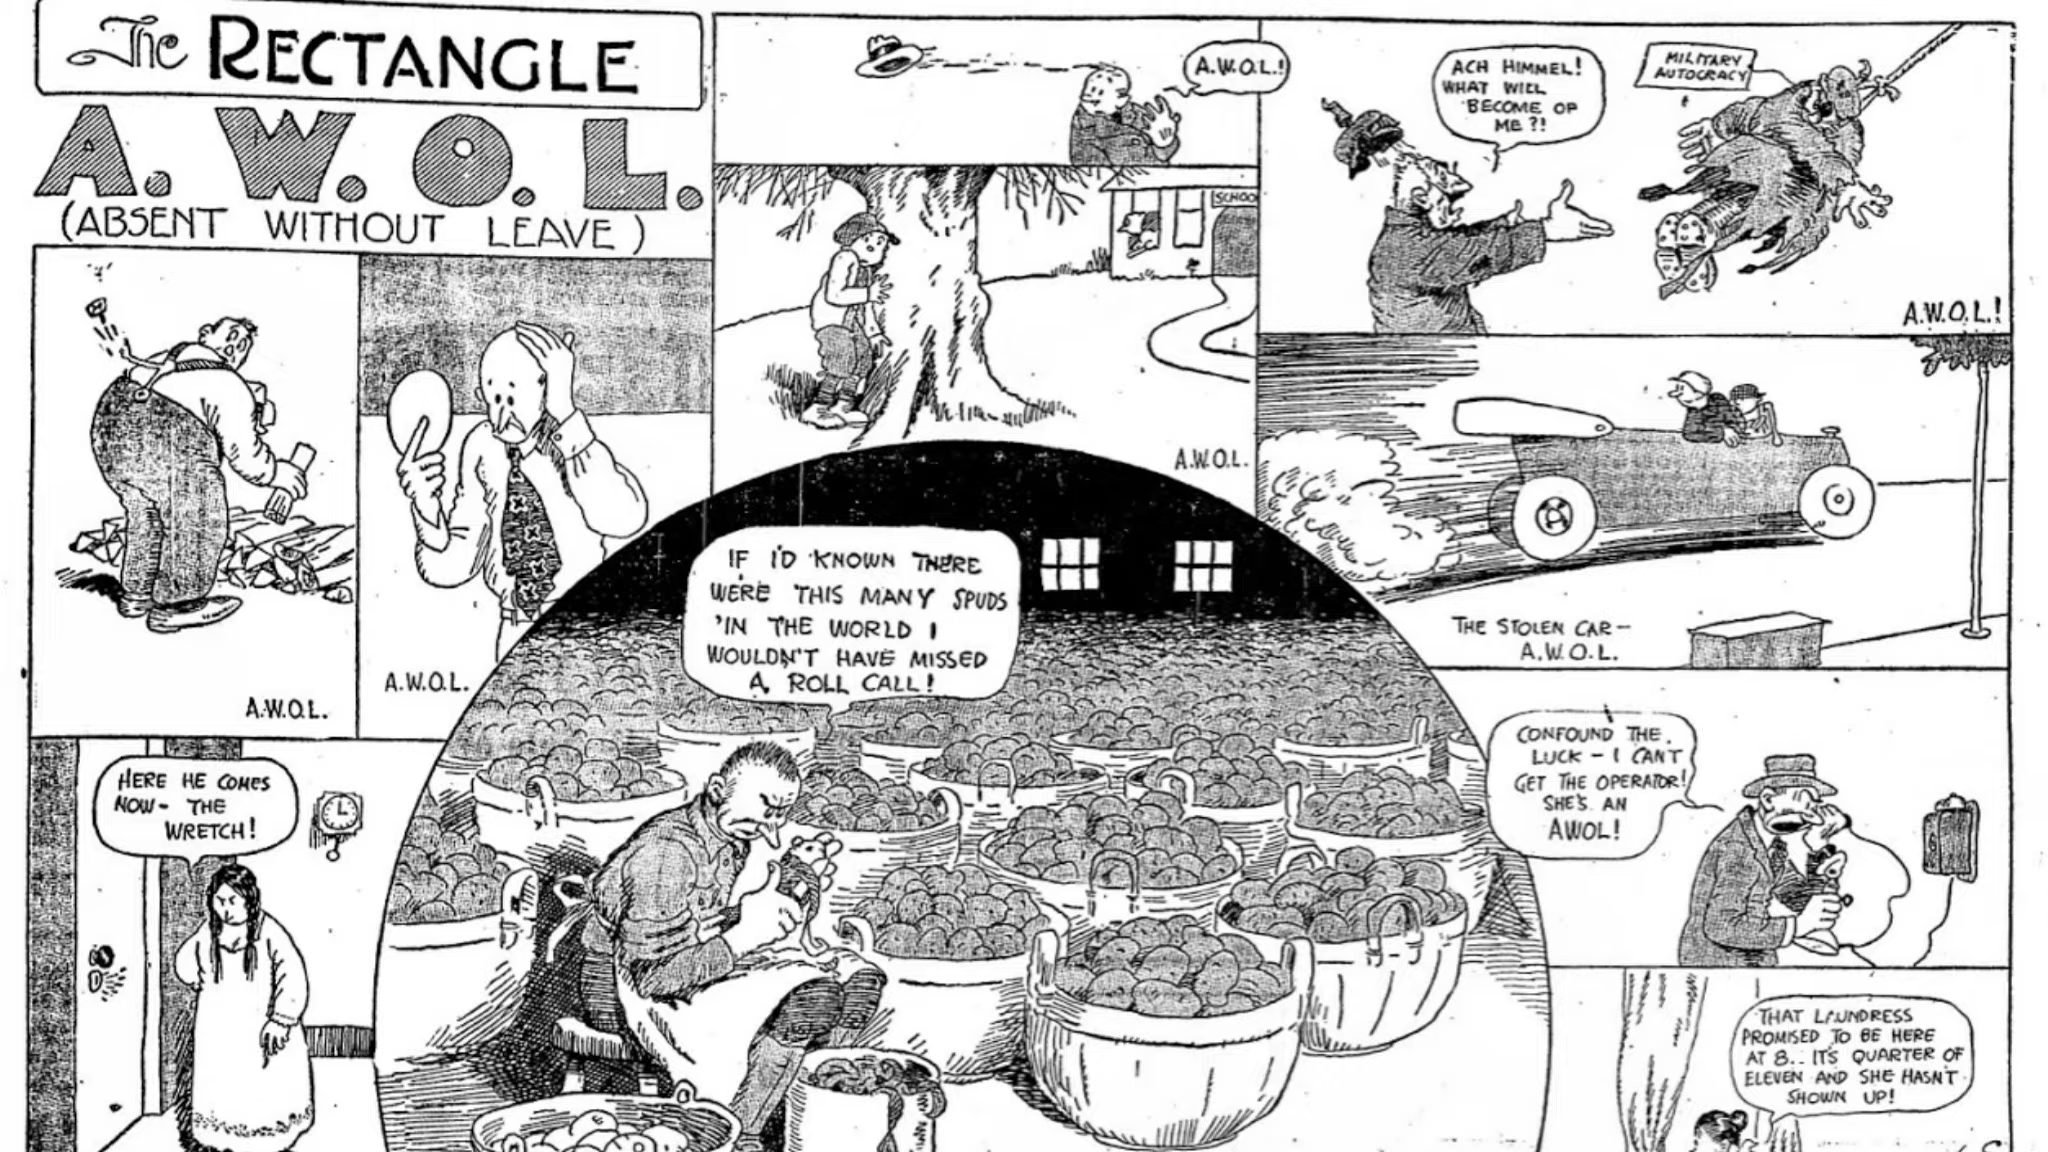 The RECTANGLE
A. W. O. L.
(ABSENT WITHOUT LEAVE)
A.W.O.L.
A.W.O.L.
A.W.O.L.!
SCHOO
A.W.O.L.
ACH HIMMEL!
WHAT WILL
BECOME OF
ME?!
MILITARY
AUTOCRACY
A.W.O.L.!
THE STOLEN CAR—
A.W.O.L.
IF I'D KNOWN THERE
WERE THIS MANY SPUDS
'IN THE WORLD I
WOULDN'T HAVE MISSED
A ROLL CALL!
HERE HE COMES
NOW- THE
WRETCH!
CONFOUND THE
LUCK - I CAN'T
GET THE OPERATOR!
SHE'S AN
AWOL!
THAT LAUNDRESS
PROMISED TO BE HERE
AT 8.. IT'S QUARTER OF
ELEVEN AND SHE HASN'T
SHOWN UP!